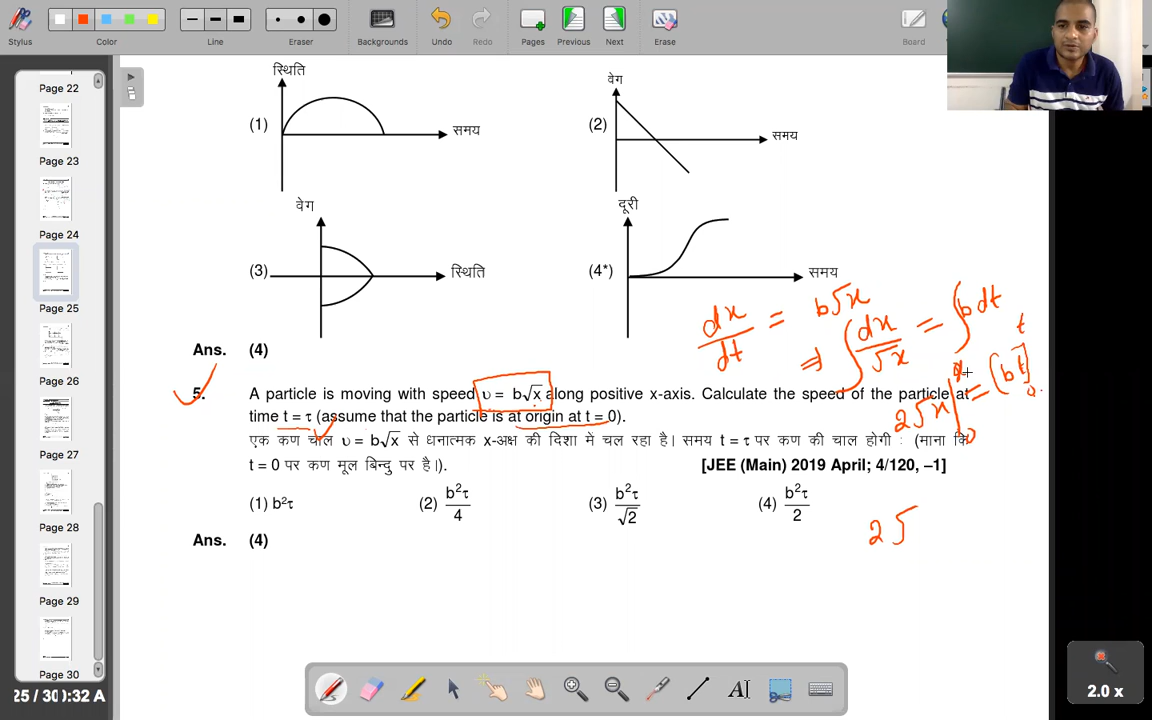 Stylus
Color
Line
Eraser
Backgrounds
Undo
Redo
Pages
Previous
Next
Erase
Board
Page 22
Page 23
Page 24
Page 25
Page 26
Page 27
Page 28
Page 29
Page 30
25 / 30
0:32 A
स्थिति
(1)
समय
वेग
(2)
समय
वेग
(3)
स्थिति
दूरी
(4*)
समय
Ans. (4)
dx/dt = b√x
⇒ ∫ dx/√x = ∫ b dt
2√x |₀ˣ = (bt]₀ᵗ
5. A particle is moving with speed υ = b√x along positive x-axis. Calculate the speed of the particle at
time t = τ (assume that the particle is at origin at t = 0).
एक कण चाल υ = b√x से धनात्मक x-अक्ष की दिशा में चल रहा है। समय t = τ पर कण की चाल होगी : (माना कि
t = 0 पर कण मूल बिन्दु पर है।). [JEE (Main) 2019 April; 4/120, –1]
(1) b²τ (2) b²τ/4 (3) b²τ/√2 (4) b²τ/2
2√
Ans. (4)
2.0 x